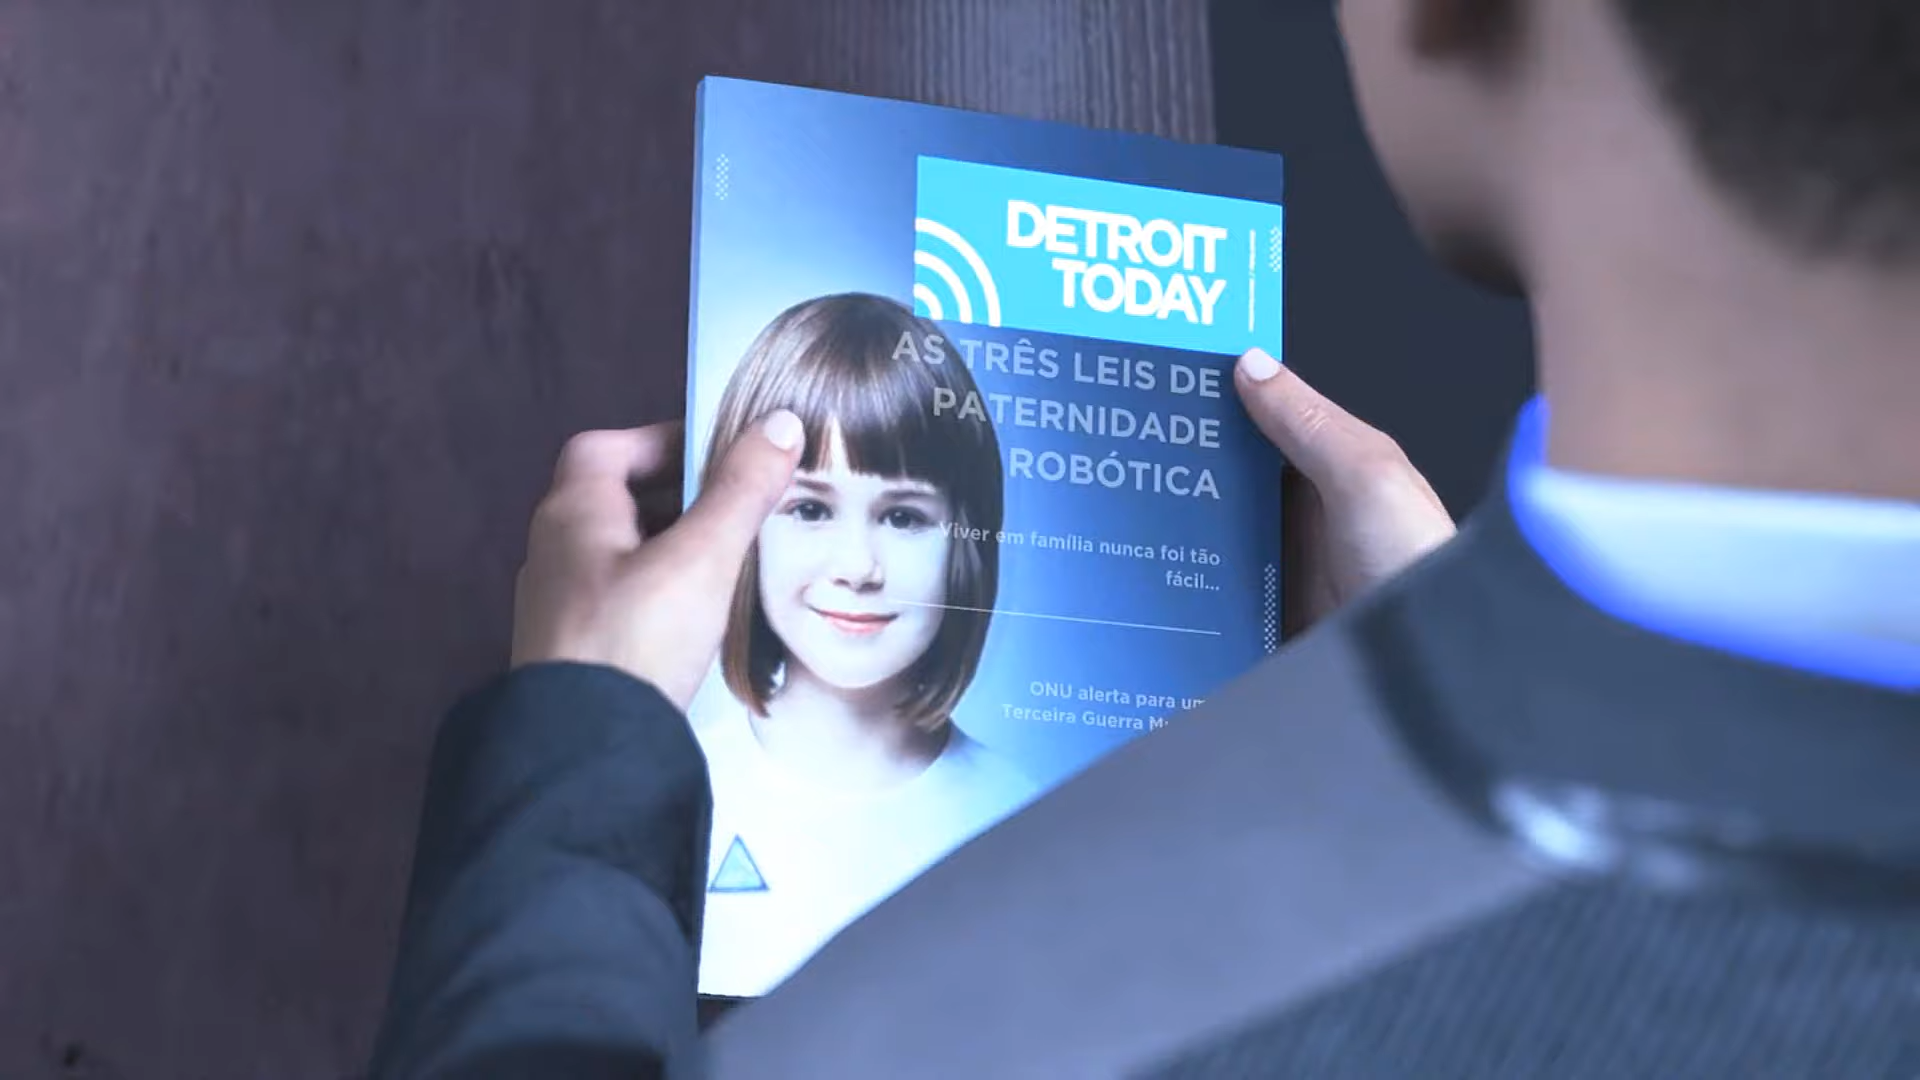 DETROIT
TODAY
AS TRÊS LEIS DE
PATERNIDADE
ROBÓTICA
Viver em família nunca foi tão
fácil...
ONU alerta para
Terceira Guerra